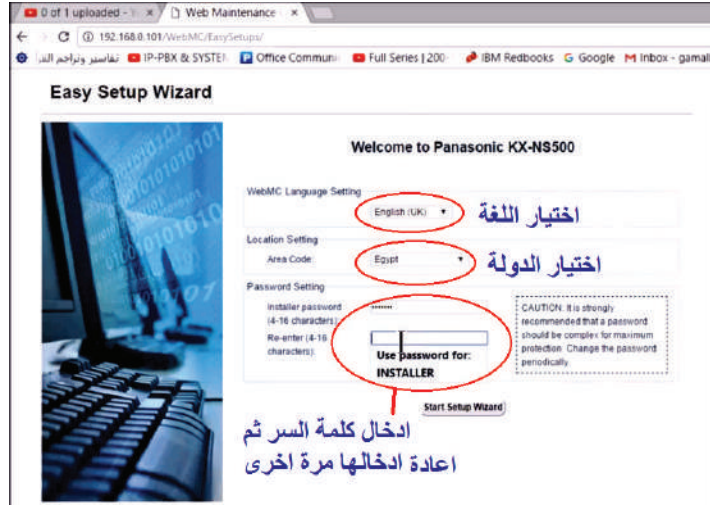 0 of 1 uploaded -
Web Maintenance
192.168.0.101/WebMC/EasySetups/
تفاسير وتراجم القر
IP-PBX & SYSTEM
Office Communi
Full Series | 200-
IBM Redbooks
Google
Inbox - gamal
Easy Setup Wizard
Welcome to Panasonic KX-NS500
WebMC Language Setting
English (UK)
اختيار اللغة
Location Setting
Area Code
Egypt
اختيار الدولة
Password Setting
Installer password
(4-16 characters):
Re-enter (4-16
characters):
Use password for:
INSTALLER
CAUTION: It is strongly
recommended that a password
should be complex for maximum
protection. Change the password
periodically.
Start Setup Wizard
ادخال كلمة السر ثم
اعادة ادخالها مرة اخرى